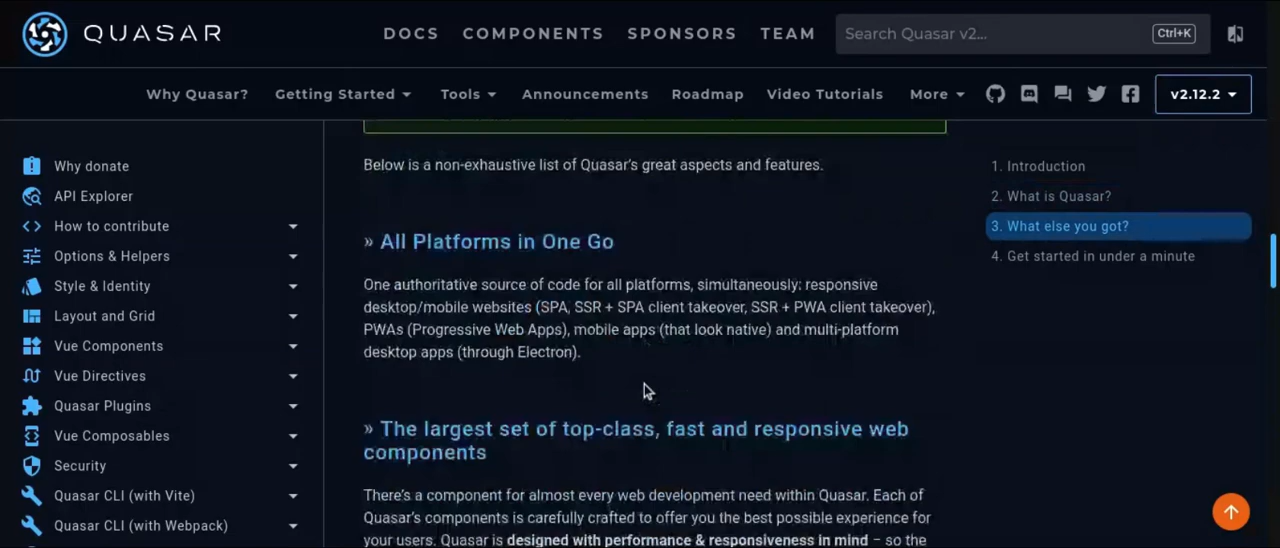 QUASAR
DOCS COMPONENTS SPONSORS TEAM
Search Quasar v2... Ctrl+K
Why Quasar? Getting Started Tools Announcements Roadmap Video Tutorials More v2.12.2
Why donate
API Explorer
How to contribute
Options & Helpers
Style & Identity
Layout and Grid
Vue Components
Vue Directives
Quasar Plugins
Vue Composables
Security
Quasar CLI (with Vite)
Quasar CLI (with Webpack)
Below is a non-exhaustive list of Quasar's great aspects and features.
» All Platforms in One Go
One authoritative source of code for all platforms, simultaneously: responsive
desktop/mobile websites (SPA, SSR + SPA client takeover, SSR + PWA client takeover),
PWAs (Progressive Web Apps), mobile apps (that look native) and multi-platform
desktop apps (through Electron).
» The largest set of top-class, fast and responsive web
components
There's a component for almost every web development need within Quasar. Each of
Quasar's components is carefully crafted to offer you the best possible experience for
your users. Quasar is designed with performance & responsiveness in mind – so the
1. Introduction
2. What is Quasar?
3. What else you got?
4. Get started in under a minute